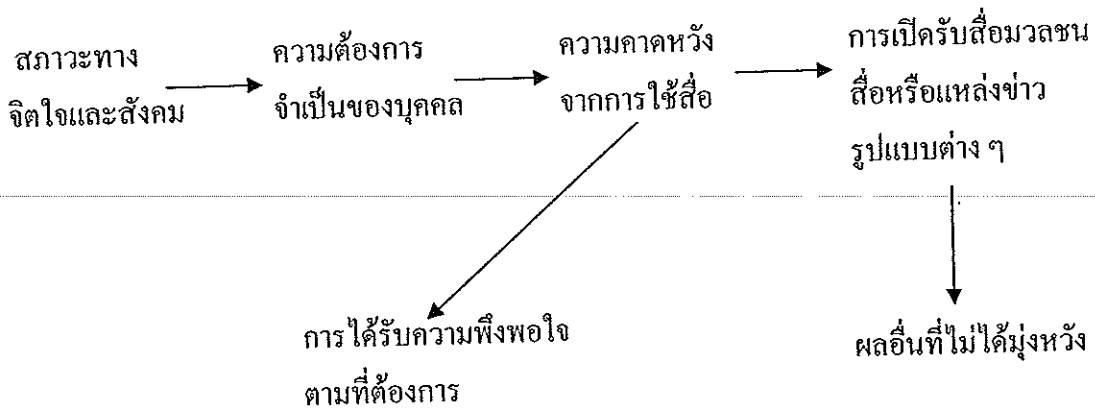 สภาวะทาง
จิตใจและสังคม
ความต้องการ
จำเป็นของบุคคล
ความคาดหวัง
จากการใช้สื่อ
การเปิดรับสื่อมวลชน
สื่อหรือแหล่งข่าว
รูปแบบต่าง ๆ
การได้รับความพึงพอใจ
ตามที่ต้องการ
ผลอื่นที่ไม่ได้มุ่งหวัง